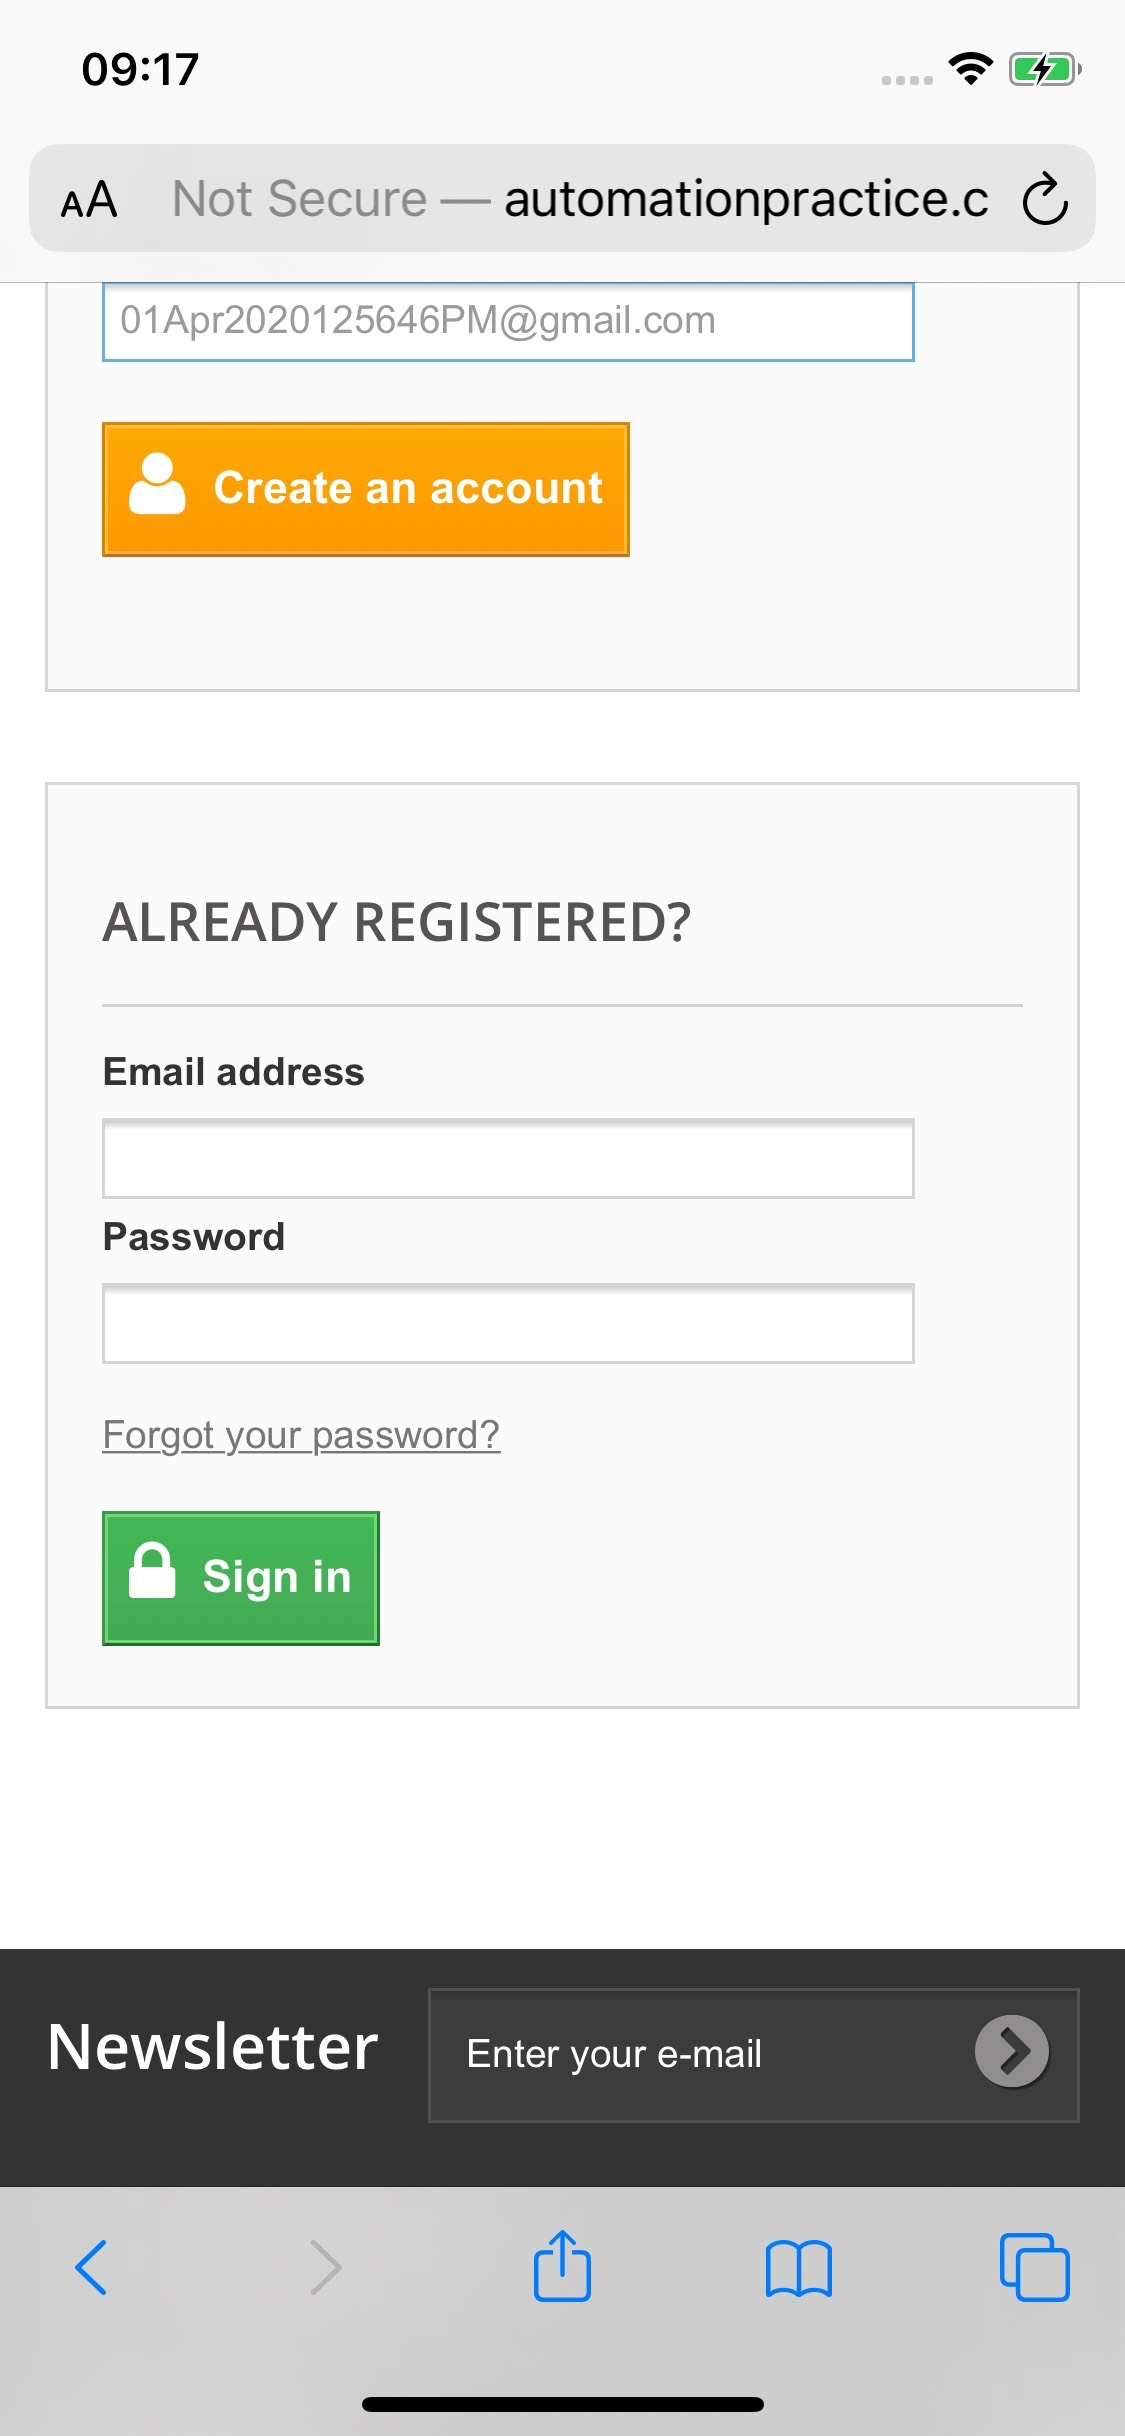 09:17
AA Not Secure — automationpractice.c
01Apr2020125646PM@gmail.com
Create an account
ALREADY REGISTERED?
Email address
Password
Forgot your password?
Sign in
Newsletter
Enter your e-mail